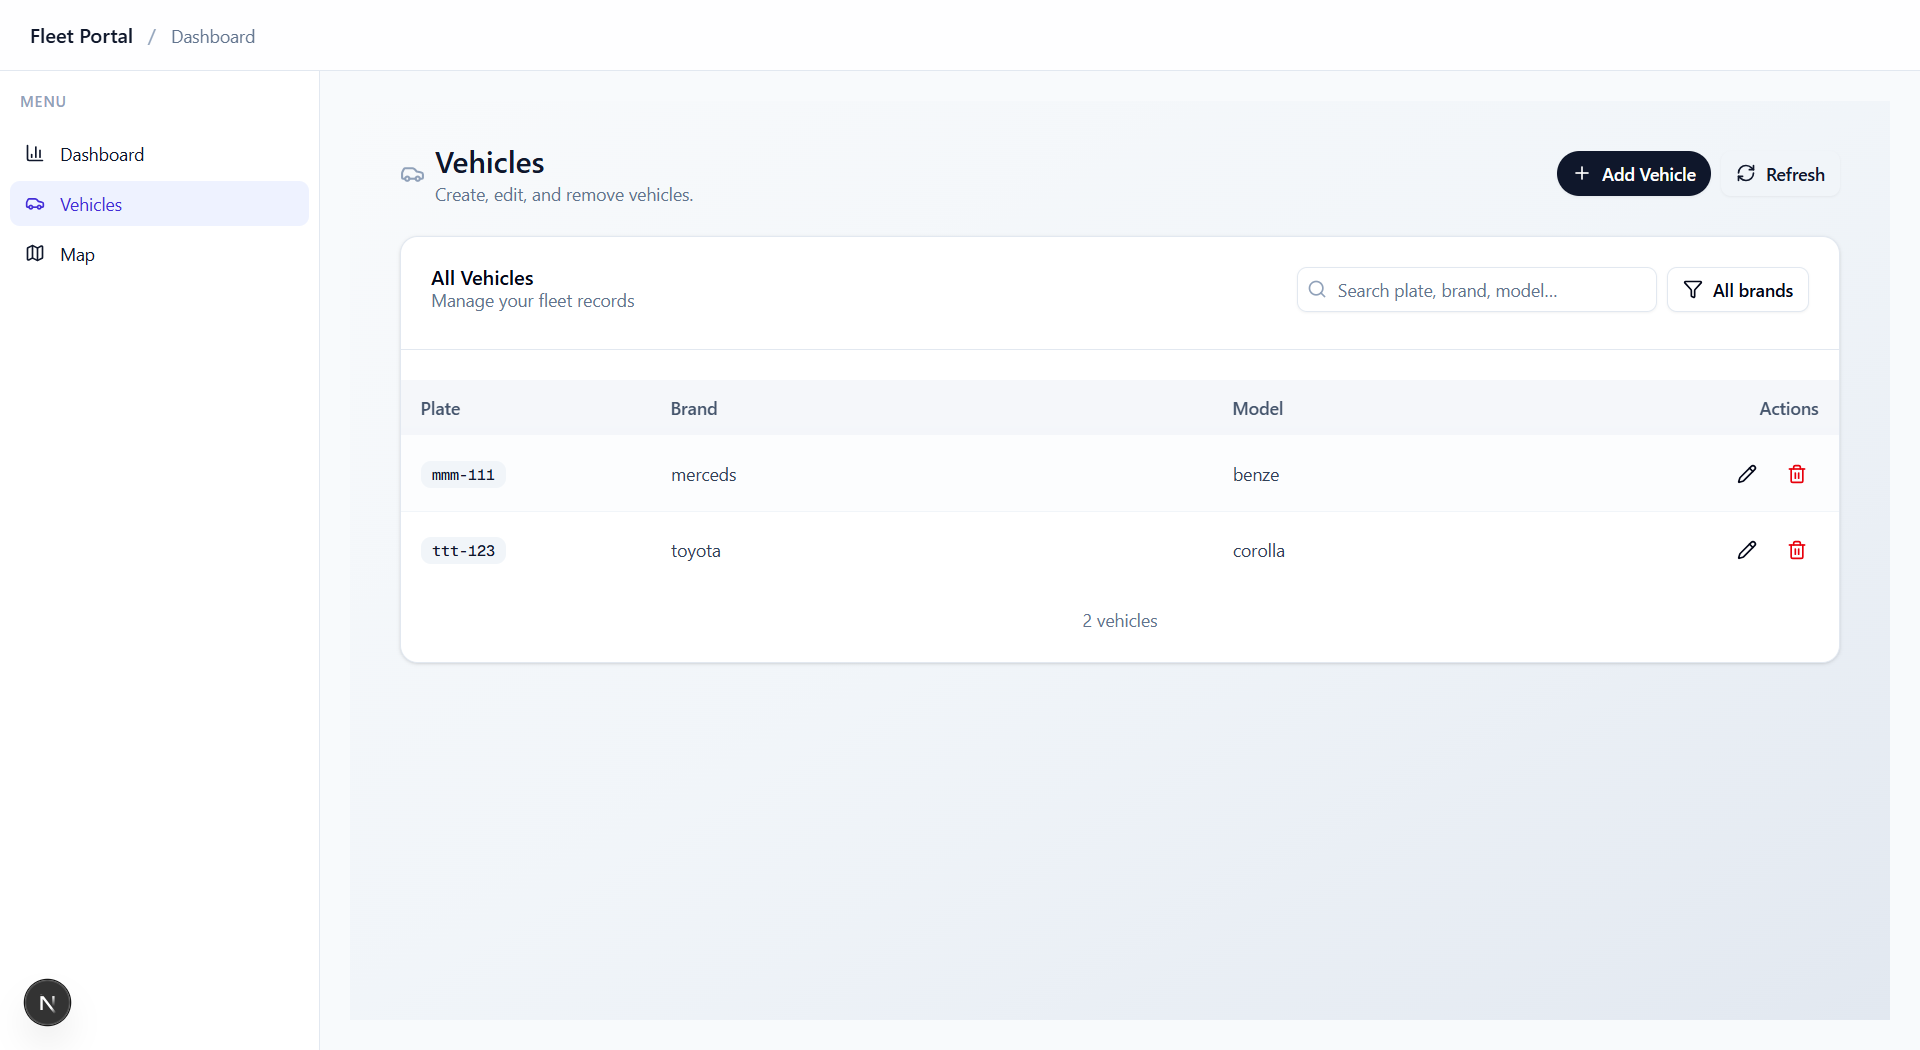 Fleet Portal / Dashboard
MENU
Dashboard
Vehicles
Map
Vehicles
Create, edit, and remove vehicles.
Add Vehicle
Refresh
All Vehicles
Manage your fleet records
Search plate, brand, model...
All brands
Plate Brand Model Actions
mmm-111 merceds benze
ttt-123 toyota corolla
2 vehicles
N